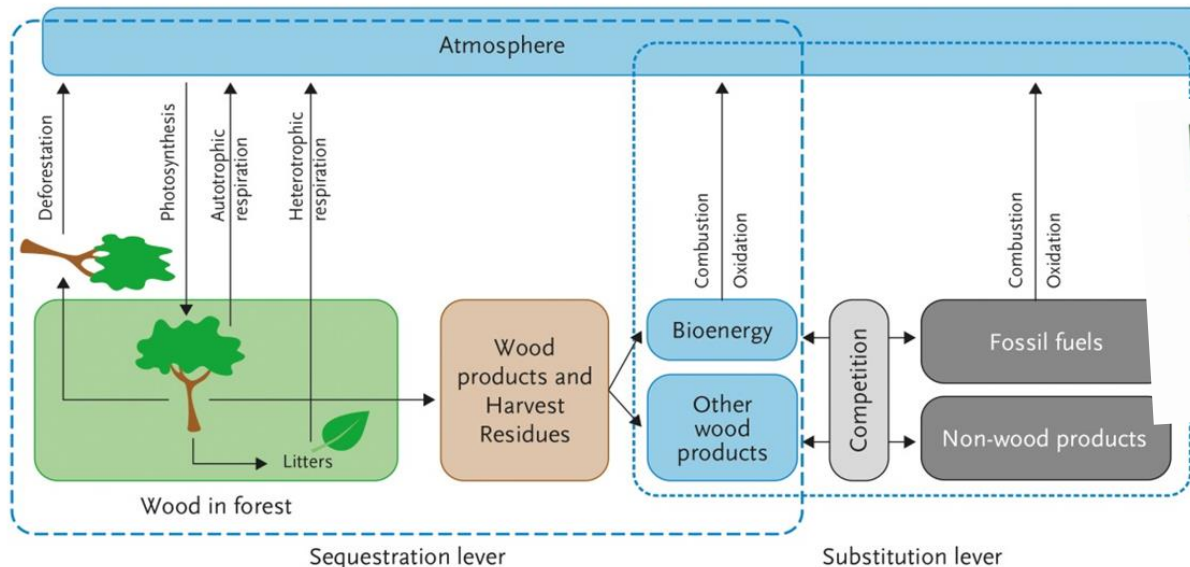 Atmosphere
Deforestation
Photosynthesis
Autotrophic
respiration
Heterotrophic
respiration
Combustion
Oxidation
Combustion
Oxidation
Wood
products and
Harvest
Residues
Bioenergy
Other
wood
products
Competition
Fossil fuels
Non-wood products
Litters
Wood in forest
Sequestration lever
Substitution lever